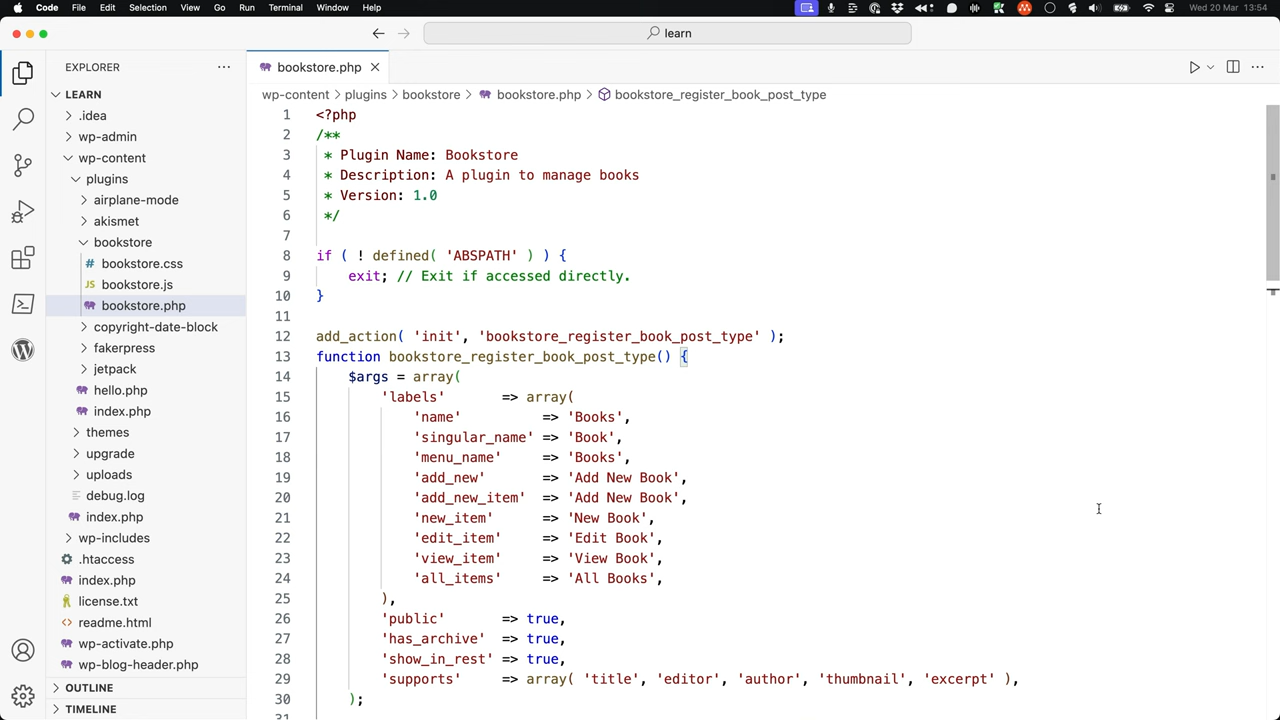 Code File Edit Selection View Go Run Terminal Window Help Wed 20 Mar 13:54
learn
EXPLORER
LEARN
.idea
wp-admin
wp-content
plugins
airplane-mode
akismet
bookstore
# bookstore.css
JS bookstore.js
bookstore.php
copyright-date-block
fakerpress
jetpack
hello.php
index.php
themes
upgrade
uploads
debug.log
index.php
wp-includes
.htaccess
index.php
license.txt
readme.html
wp-activate.php
wp-blog-header.php
OUTLINE
TIMELINE
bookstore.php
wp-content > plugins > bookstore > bookstore.php > bookstore_register_book_post_type
1 <?php
2 /**
3 * Plugin Name: Bookstore
4 * Description: A plugin to manage books
5 * Version: 1.0
6 */
7
8 if ( ! defined( 'ABSPATH' ) ) {
9 exit; // Exit if accessed directly.
10 }
11
12 add_action( 'init', 'bookstore_register_book_post_type' );
13 function bookstore_register_book_post_type() {
14 $args = array(
15 'labels' => array(
16 'name' => 'Books',
17 'singular_name' => 'Book',
18 'menu_name' => 'Books',
19 'add_new' => 'Add New Book',
20 'add_new_item' => 'Add New Book',
21 'new_item' => 'New Book',
22 'edit_item' => 'Edit Book',
23 'view_item' => 'View Book',
24 'all_items' => 'All Books',
25 ),
26 'public' => true,
27 'has_archive' => true,
28 'show_in_rest' => true,
29 'supports' => array( 'title', 'editor', 'author', 'thumbnail', 'excerpt' ),
30 );
31